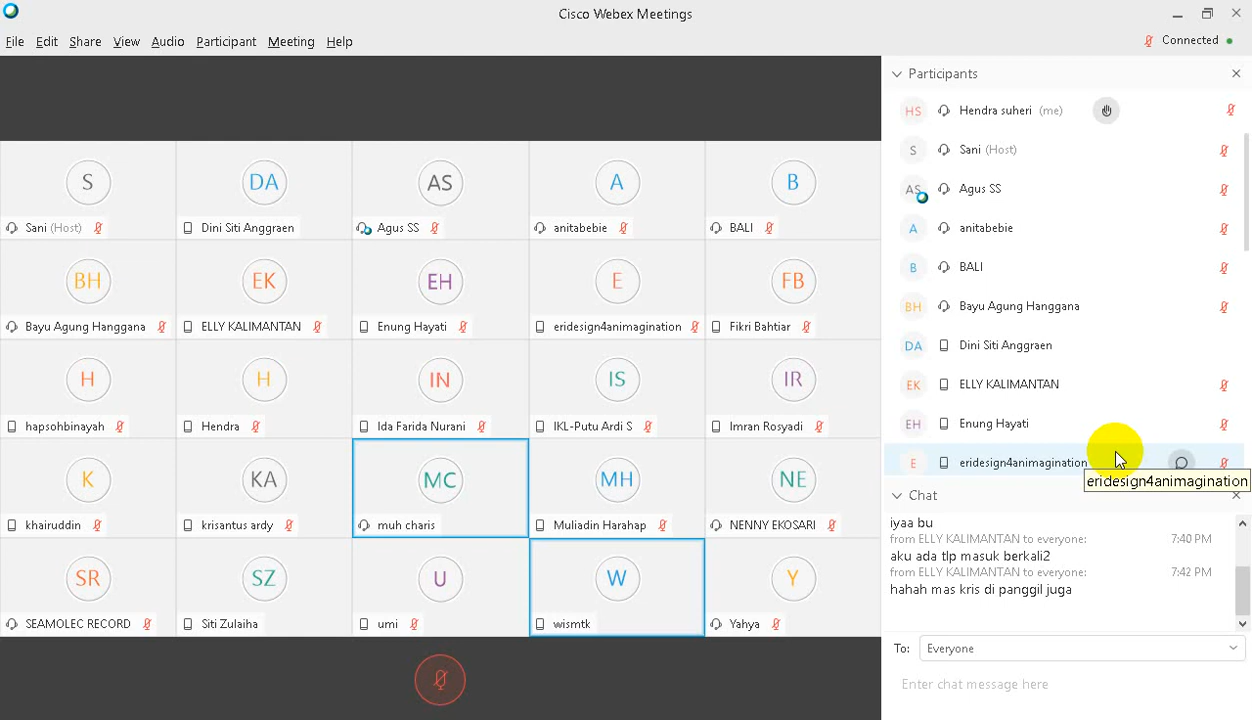 Cisco Webex Meetings
File Edit Share View Audio Participant Meeting Help
Connected
S DA AS A B
Sani (Host) Dini Siti Anggraen Agus SS anitabebie BALI
BH EK EH E FB
Bayu Agung Hanggana ELLY KALIMANTAN Enung Hayati eridesign4animagination Fikri Bahtiar
H H IN IS IR
hapsohbinayah Hendra Ida Farida Nurani IKL-Putu Ardi S Imran Rosyadi
K KA MC MH NE
khairuddin krisantus ardy muh charis Muliadin Harahap NENNY EKOSARI
SR SZ U W Y
SEAMOLEC RECORD Siti Zulaiha umi wismtk Yahya
Participants
HS Hendra suheri (me)
S Sani (Host)
AS Agus SS
A anitabebie
B BALI
BH Bayu Agung Hanggana
DA Dini Siti Anggraen
EK ELLY KALIMANTAN
EH Enung Hayati
E eridesign4animagination
eridesign4animagination
Chat
iyaa bu
from ELLY KALIMANTAN to everyone: 7:40 PM
aku ada tlp masuk berkali2
from ELLY KALIMANTAN to everyone: 7:42 PM
hahah mas kris di panggil juga
To: Everyone
Enter chat message here